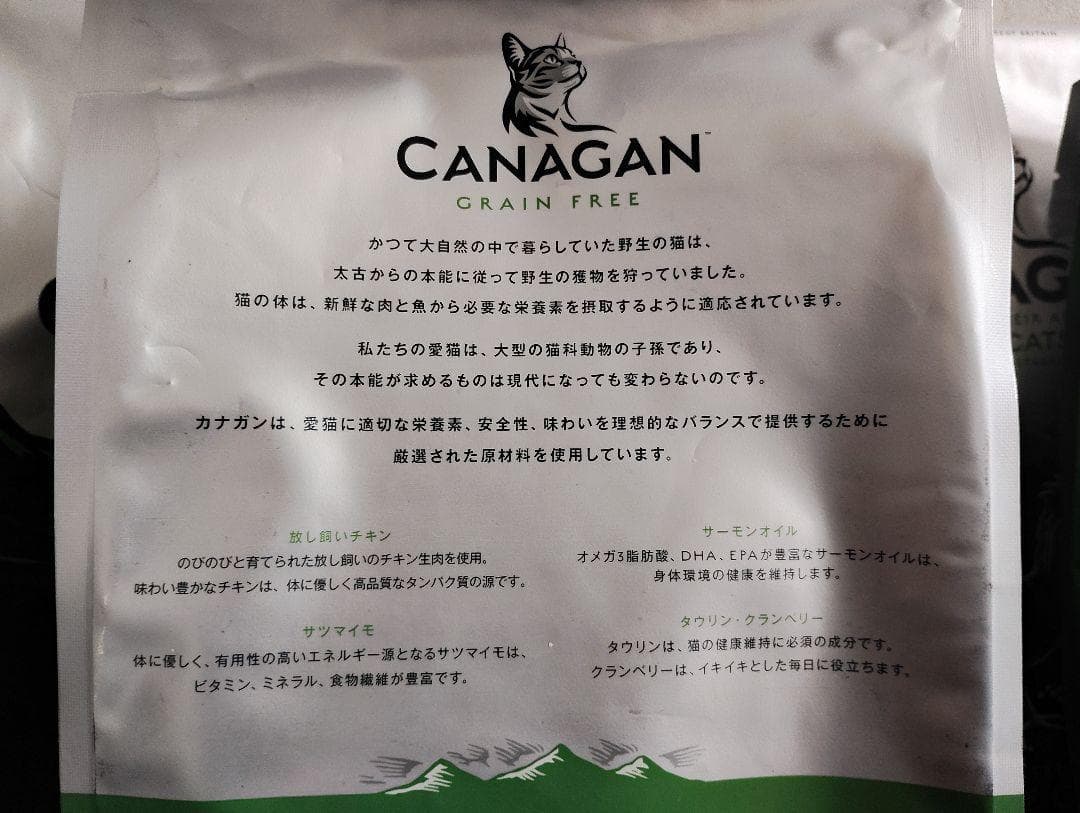 CANAGAN™
GRAIN FREE
かつて大自然の中で暮らしていた野生の猫は、
太古からの本能に従って野生の獲物を狩っていました。
猫の体は、新鮮な肉と魚から必要な栄養素を摂取するように適応されています。
私たちの愛猫は、大型の猫科動物の子孫であり、
その本能が求めるものは現代になっても変わらないのです。
カナガンは、愛猫に適切な栄養素、安全性、味わいを理想的なバランスで提供するために
厳選された原材料を使用しています。
放し飼いチキン
のびのびと育てられた放し飼いのチキン生肉を使用。
味わい豊かなチキンは、体に優しく高品質なタンパク質の源です。
サツマイモ
体に優しく、有用性の高いエネルギー源となるサツマイモは、
ビタミン、ミネラル、食物繊維が豊富です。
サーモンオイル
オメガ3脂肪酸、DHA、EPAが豊富なサーモンオイルは、
身体環境の健康を維持します。
タウリン・クランベリー
タウリンは、猫の健康維持に必須の成分です。
クランベリーは、イキイキとした毎日に役立ちます。
BRITAIN
AG
CATS